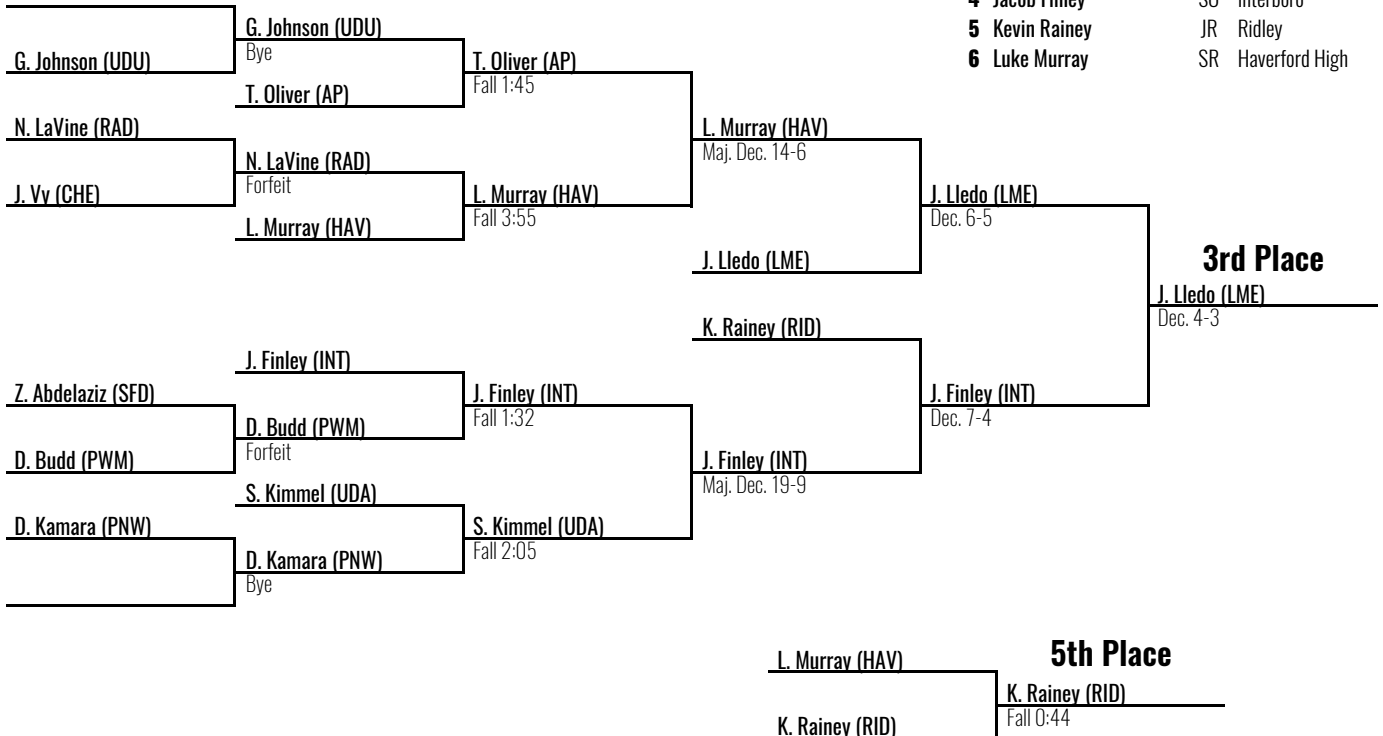 4 Jacob Finley SO Interboro
5 Kevin Rainey JR Ridley
6 Luke Murray SR Haverford High
G. Johnson (UDU)
G. Johnson (UDU)
Bye
T. Oliver (AP)
T. Oliver (AP)
Fall 1:45
N. LaVine (RAD)
J. Vy (CHE)
N. LaVine (RAD)
Forfeit
L. Murray (HAV)
L. Murray (HAV)
Fall 3:55
L. Murray (HAV)
Maj. Dec. 14-6
J. Lledo (LME)
J. Lledo (LME)
Dec. 6-5
3rd Place
J. Lledo (LME)
Dec. 4-3
K. Rainey (RID)
J. Finley (INT)
Z. Abdelaziz (SFD)
D. Budd (PWM)
D. Budd (PWM)
Forfeit
J. Finley (INT)
Fall 1:32
J. Finley (INT)
Dec. 7-4
J. Finley (INT)
Maj. Dec. 19-9
S. Kimmel (UDA)
D. Kamara (PNW)
D. Kamara (PNW)
Bye
S. Kimmel (UDA)
Fall 2:05
5th Place
L. Murray (HAV)
K. Rainey (RID)
K. Rainey (RID)
Fall 0:44